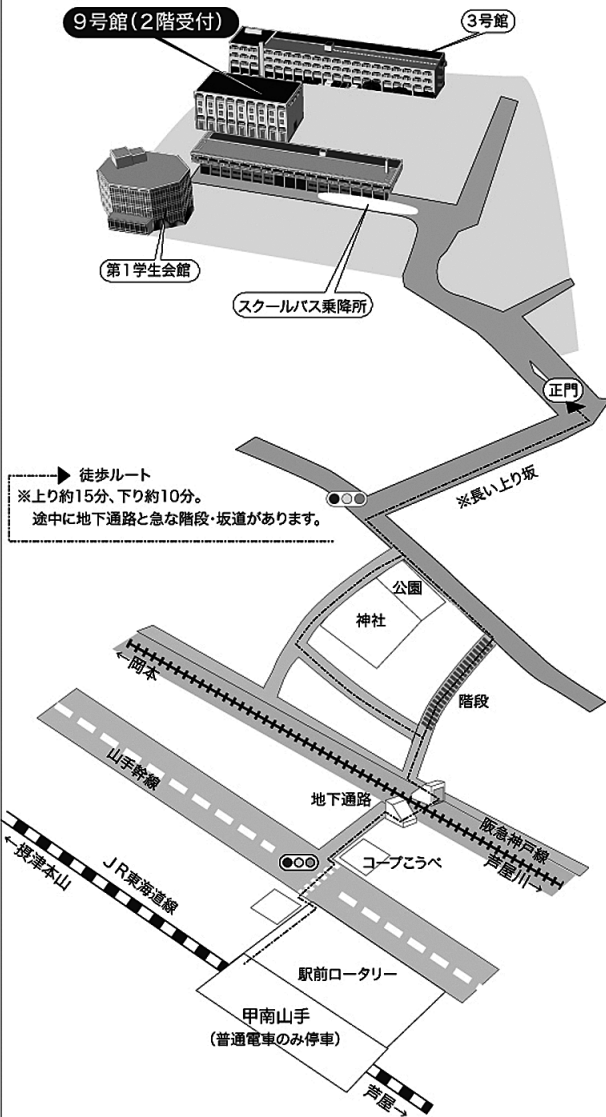 9号館(2階受付)
3号館
第1学生会館
スクールバス乗降所
正門
徒歩ルート
※上り約15分、下り約10分。
途中に地下通路と急な階段・坂道があります。
※長い上り坂
公園
神社
←岡本
階段
山手幹線
地下通路
阪急神戸線
芦屋川→
コープこうべ
JR東海道線
←摂津本山
駅前ロータリー
甲南山手
(普通電車のみ停車)
芦屋→